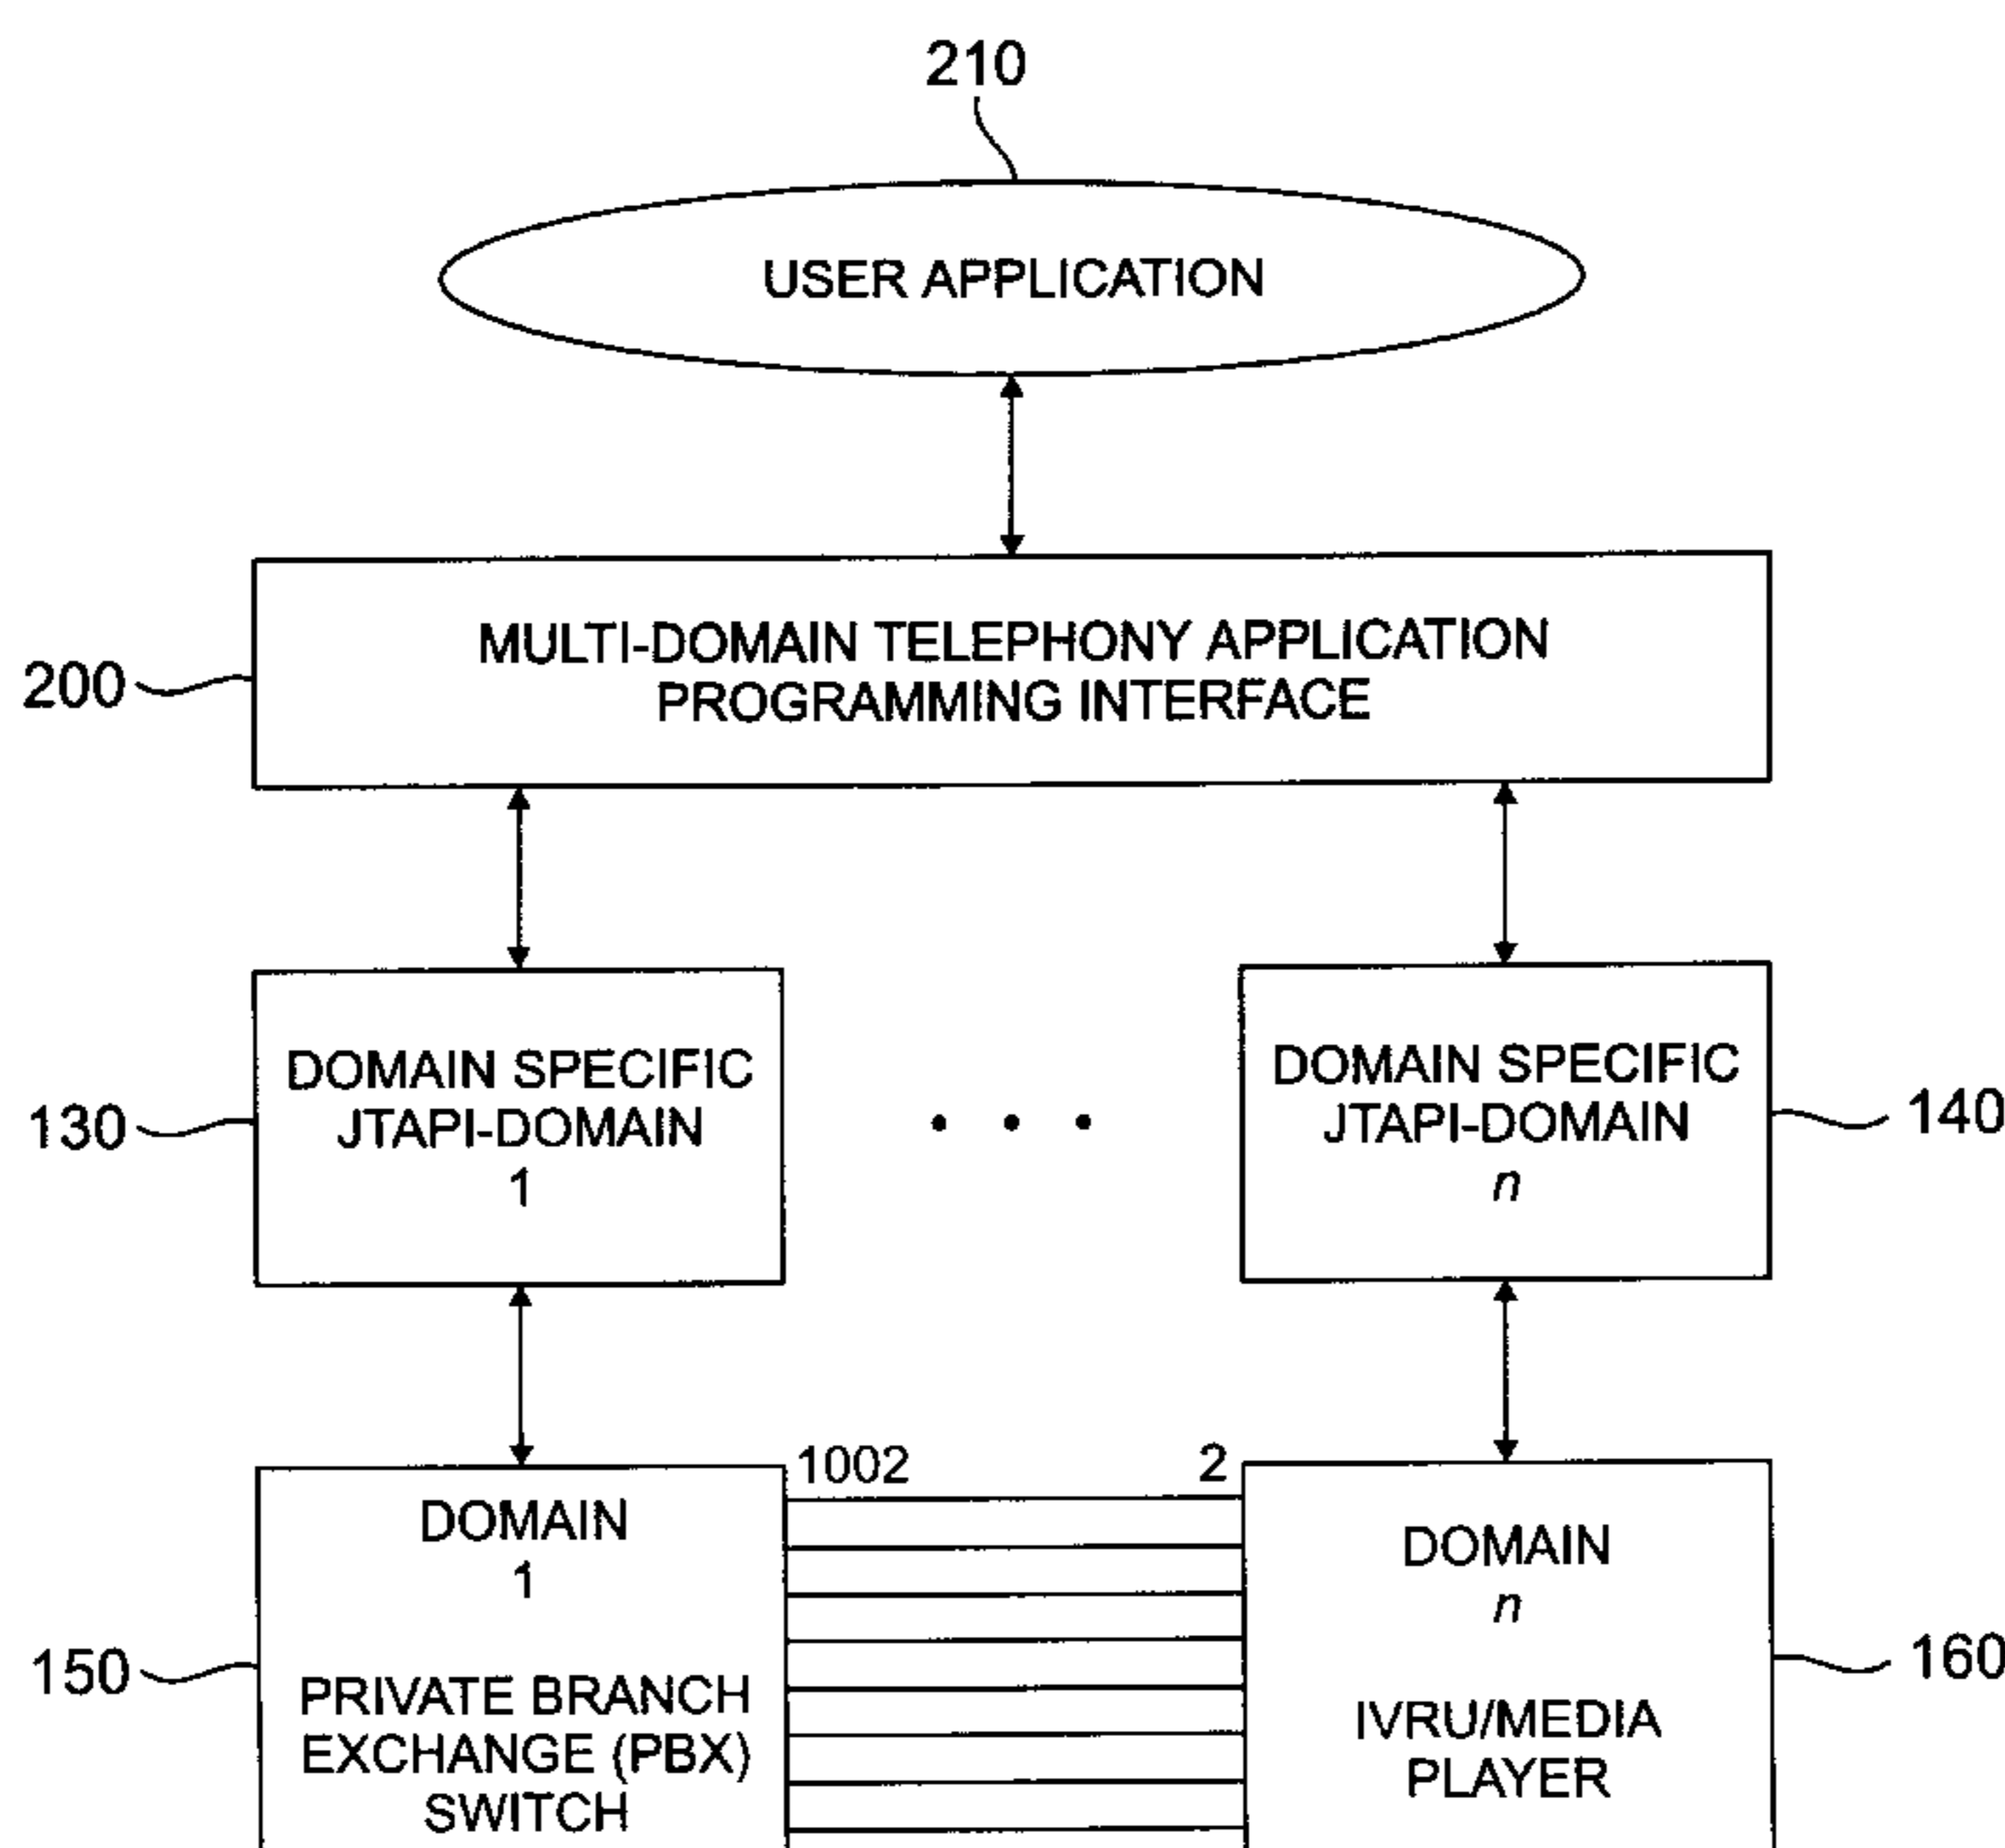 210
USER APPLICATION
MULTI-DOMAIN TELEPHONY APPLICATION
PROGRAMMING INTERFACE
200
DOMAIN SPECIFIC
JTAPI-DOMAIN
1
130
DOMAIN SPECIFIC
JTAPI-DOMAIN
n
140
1002
2
DOMAIN
1
PRIVATE BRANCH
EXCHANGE (PBX)
SWITCH
150
DOMAIN
n
IVRU/MEDIA
PLAYER
160